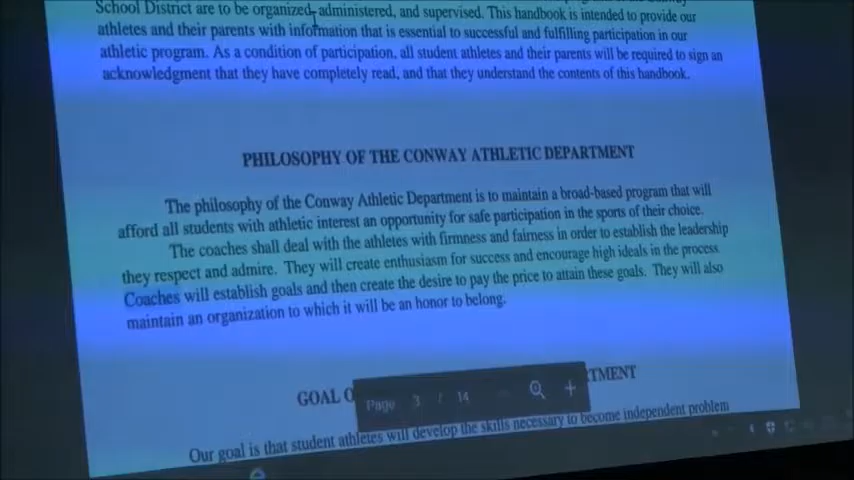 School District are to be organized, administered, and supervised. This handbook is intended to provide our
athletes and their parents with information that is essential to successful and fulfilling participation in our
athletic program. As a condition of participation, all student athletes and their parents will be required to sign an
acknowledgment that they have completely read, and that they understand the contents of this handbook.
PHILOSOPHY OF THE CONWAY ATHLETIC DEPARTMENT
The philosophy of the Conway Athletic Department is to maintain a broad-based program that will
afford all students with athletic interest an opportunity for safe participation in the sports of their choice.
The coaches shall deal with the athletes with firmness and fairness in order to establish the leadership
they respect and admire. They will create enthusiasm for success and encourage high ideals in the process
Coaches will establish goals and then create the desire to pay the price to attain these goals. They will also
maintain an organization to which it will be an honor to belong.
GOAL O TMENT
Page 3 / 14
Our goal is that student athletes will develop the skills necessary to become independent problem